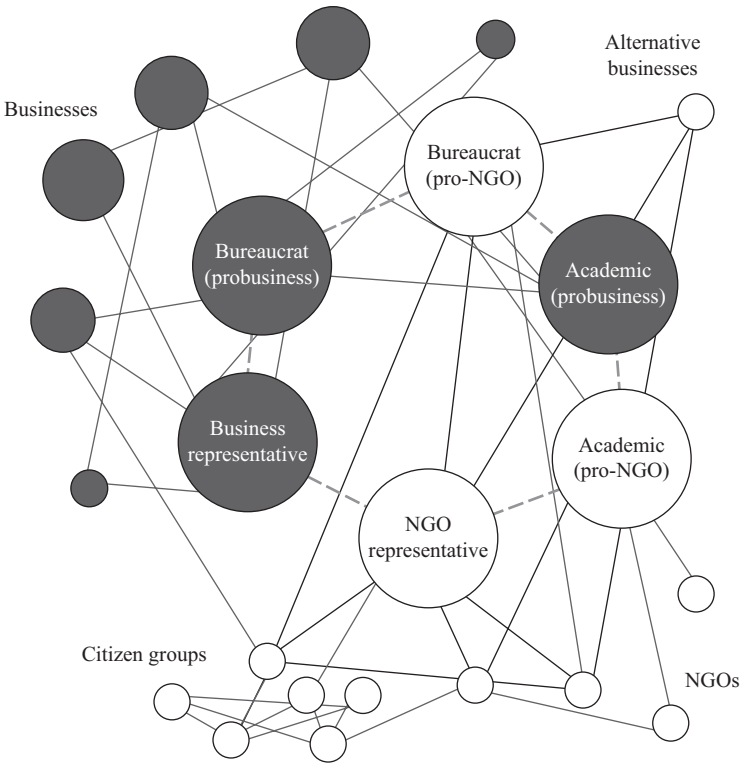 Alternative
businesses
Businesses
Bureaucrat
(pro-NGO)
Bureaucrat
(probusiness)
Academic
(probusiness)
Business
representative
Academic
(pro-NGO)
NGO
representative
Citizen groups
NGOs